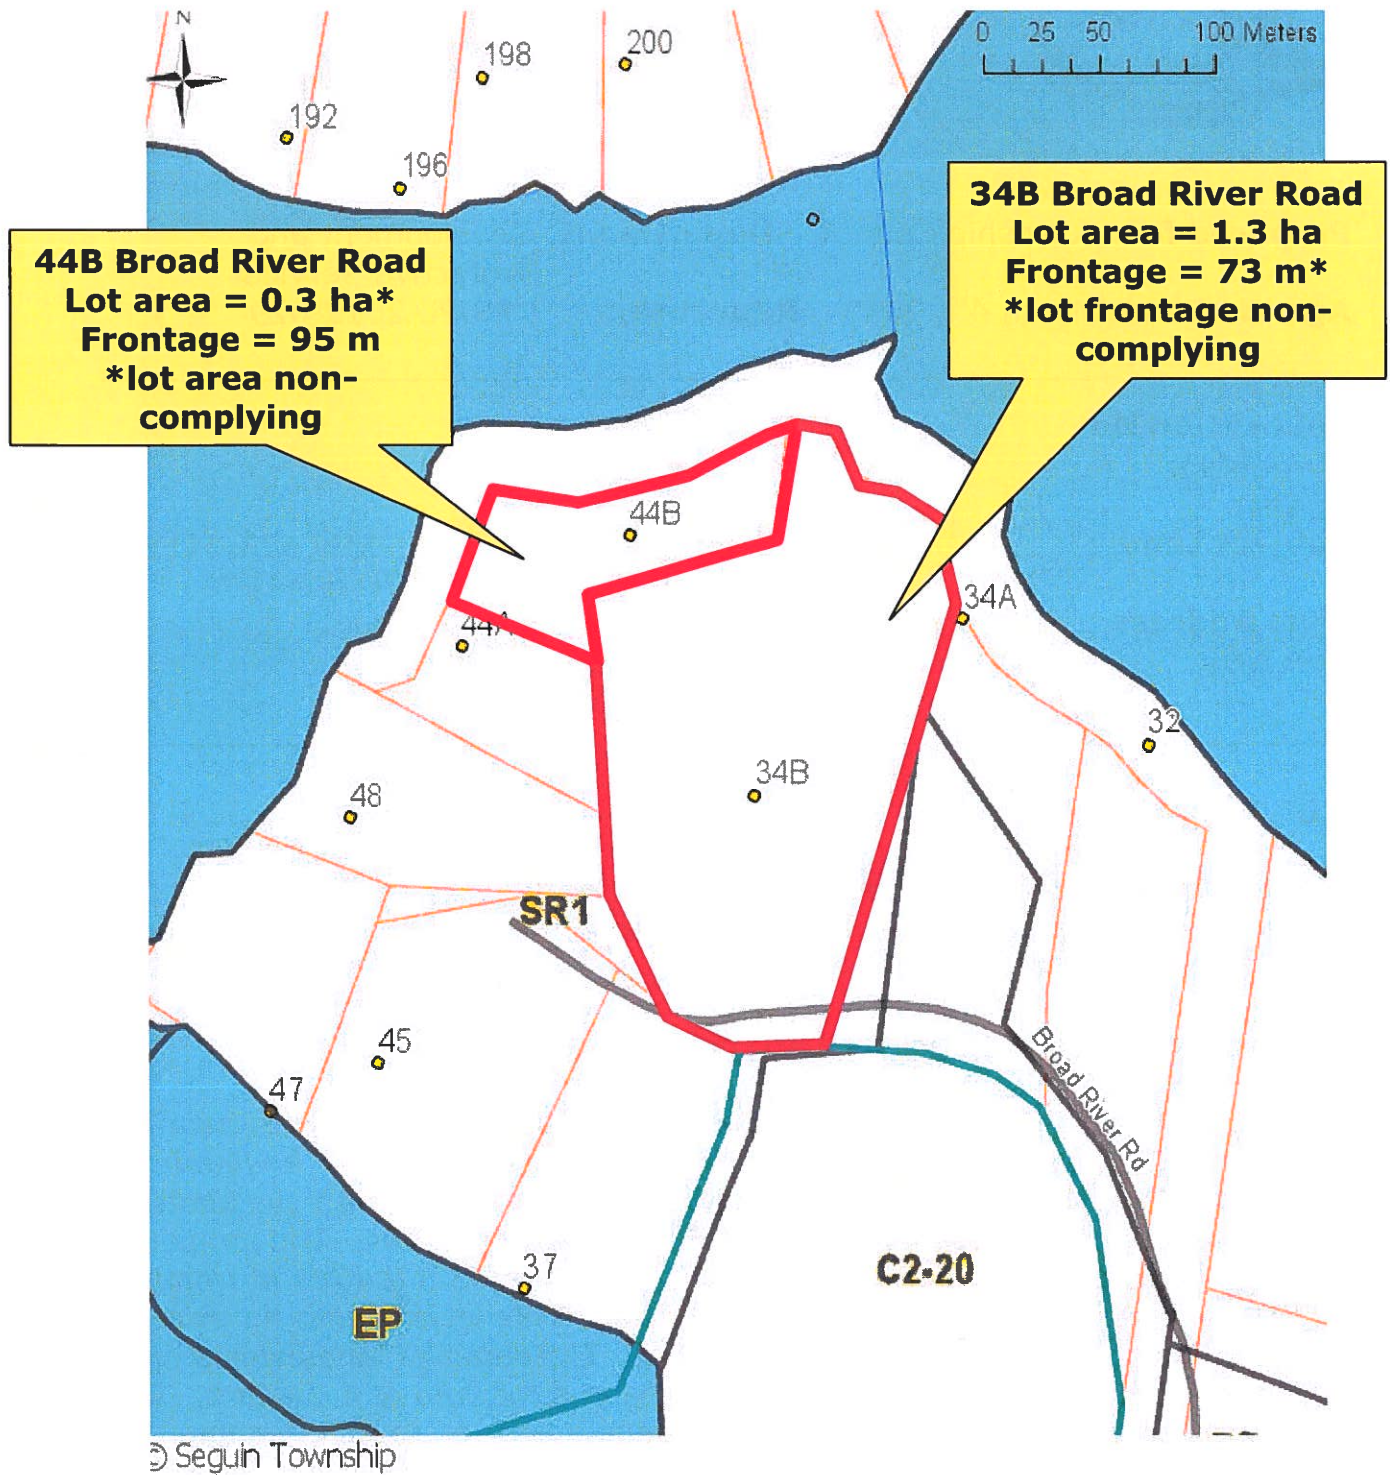 N
0 25 50 100 Meters
198
200
192
196
34B Broad River Road
Lot area = 1.3 ha
Frontage = 73 m*
*lot frontage non-
complying
44B Broad River Road
Lot area = 0.3 ha*
Frontage = 95 m
*lot area non-
complying
44B
34A
44A
32
34B
48
SR1
45
Broad River Rd
47
37
C2-20
EP
© Seguin Township